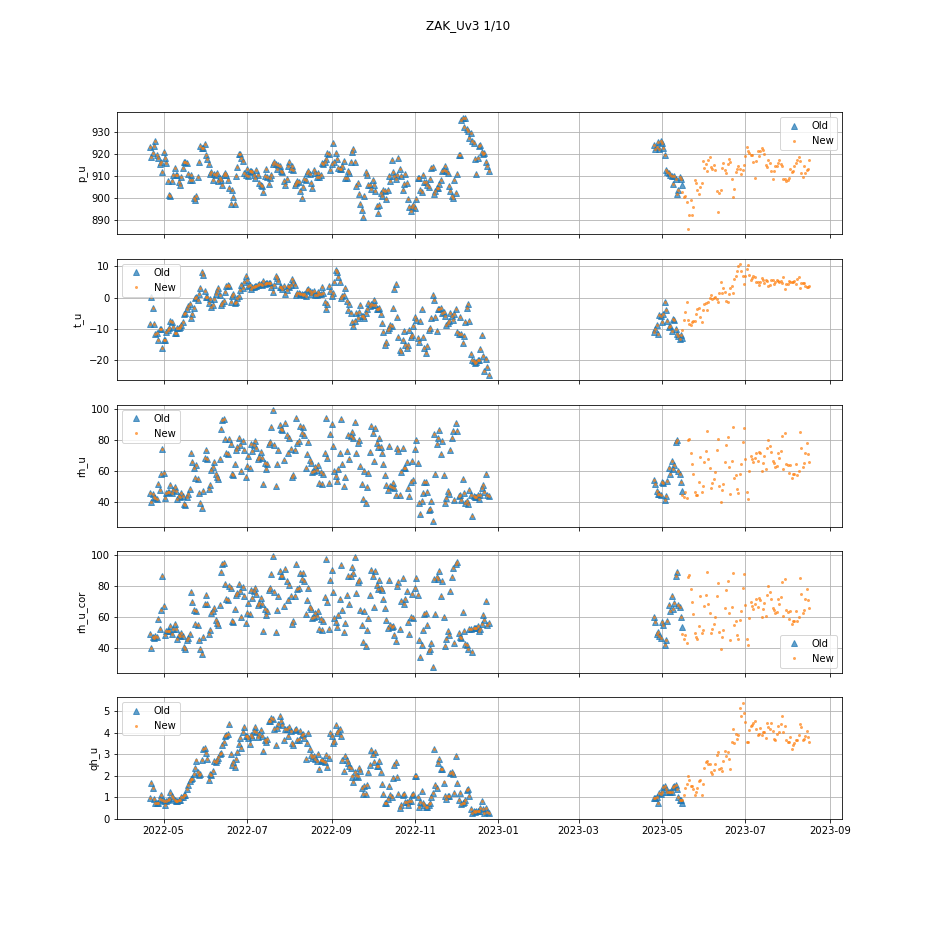 ZAK_Uv3 1/10
930
920
910
900
890
p_u
Old
New
10
0
−10
−20
t_u
Old
New
100
80
60
40
rh_u
Old
New
100
80
60
40
rh_u_cor
Old
New
5
4
3
2
1
0
qh_u
Old
New
2022-05
2022-07
2022-09
2022-11
2023-01
2023-03
2023-05
2023-07
2023-09